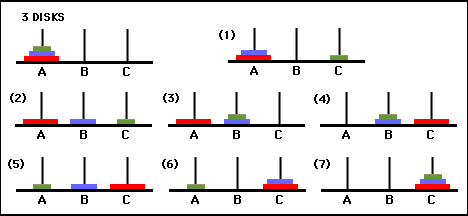 3 DISKS
A B C
(1)
A B C
(2)
A B C
(3)
A B C
(4)
A B C
(5)
A B C
(6)
A B C
(7)
A B C